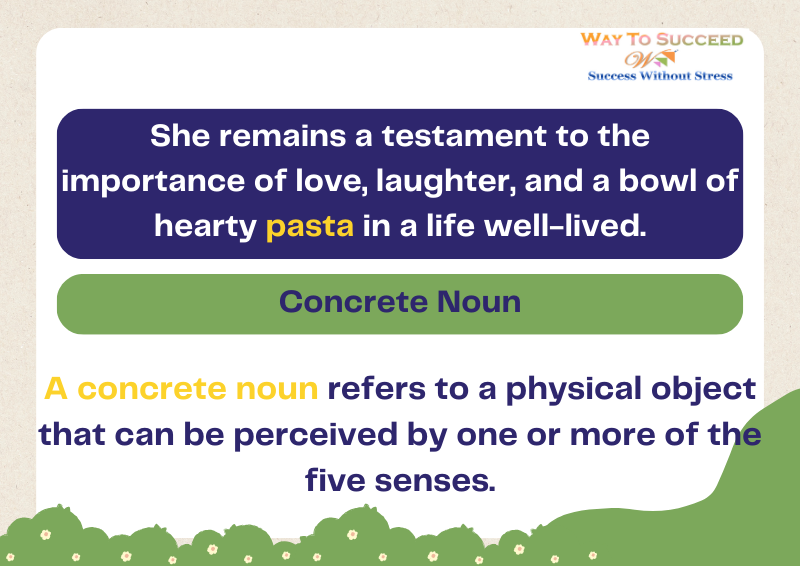 WAY TO SUCCEED
W
Success Without Stress
She remains a testament to the
importance of love, laughter, and a bowl of
hearty pasta in a life well-lived.
Concrete Noun
A concrete noun refers to a physical object
that can be perceived by one or more of the
five senses.